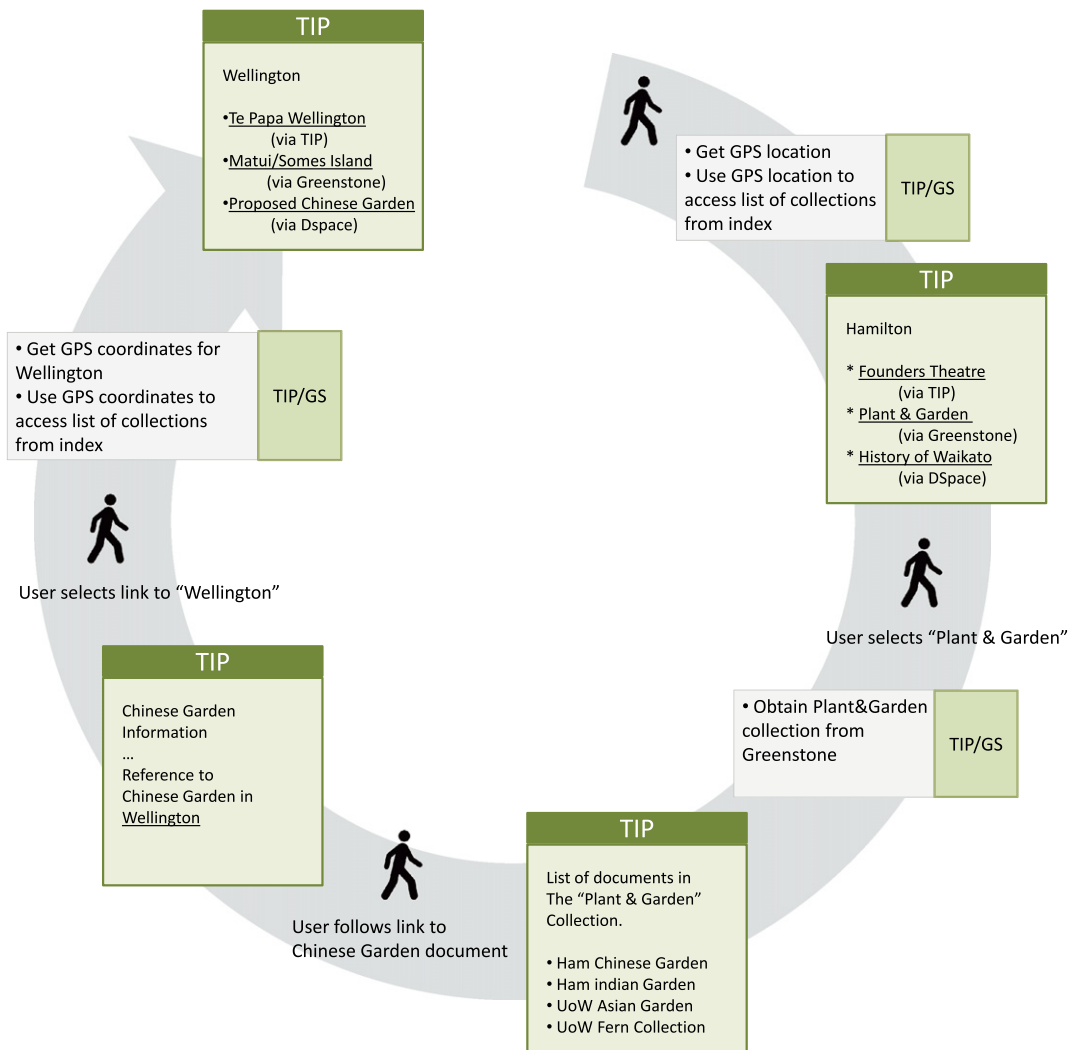 • Get GPS location
• Use GPS location to
access list of collections
from index
TIP/GS
TIP
Hamilton
* Founders Theatre
(via TIP)
* Plant & Garden
(via Greenstone)
* History of Waikato
(via DSpace)
User selects “Plant & Garden”
• Obtain Plant&Garden
collection from
Greenstone
TIP/GS
TIP
List of documents in
The “Plant & Garden”
Collection.
• Ham Chinese Garden
• Ham indian Garden
• UoW Asian Garden
• UoW Fern Collection
User follows link to
Chinese Garden document
TIP
Chinese Garden
Information
...
Reference to
Chinese Garden in
Wellington
User selects link to “Wellington”
• Get GPS coordinates for
Wellington
• Use GPS coordinates to
access list of collections
from index
TIP/GS
TIP
Wellington
•Te Papa Wellington
(via TIP)
•Matui/Somes Island
(via Greenstone)
•Proposed Chinese Garden
(via Dspace)